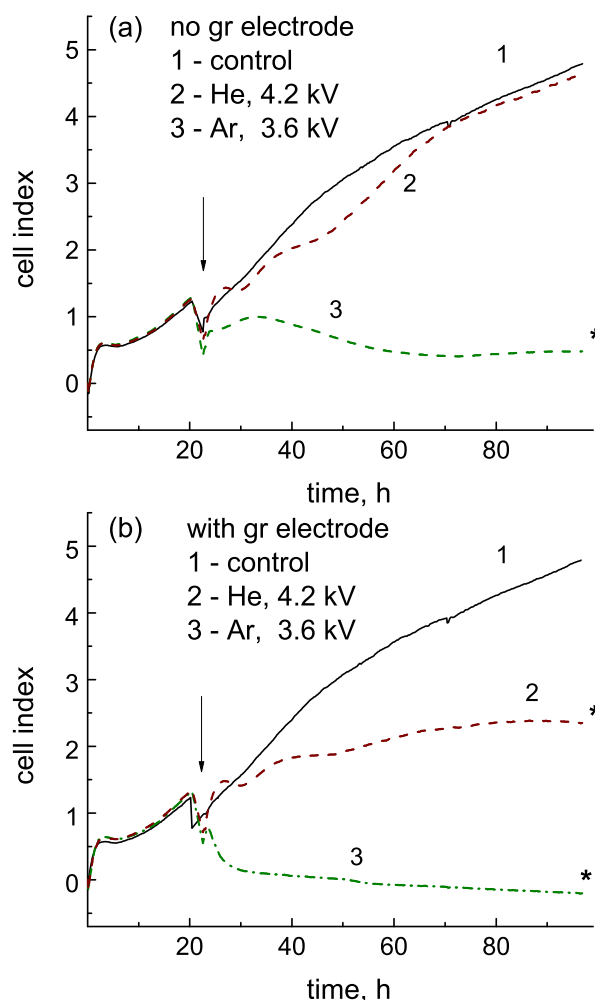 (a) no gr electrode
1 - control
2 - He, 4.2 kV
3 - Ar, 3.6 kV
5
4
3
2
1
0
cell index
1
2
3
*
20 40 60 80
time, h
(b) with gr electrode
1 - control
2 - He, 4.2 kV
3 - Ar, 3.6 kV
5
4
3
2
1
0
cell index
1
2
*
3
*
0 20 40 60 80
time, h